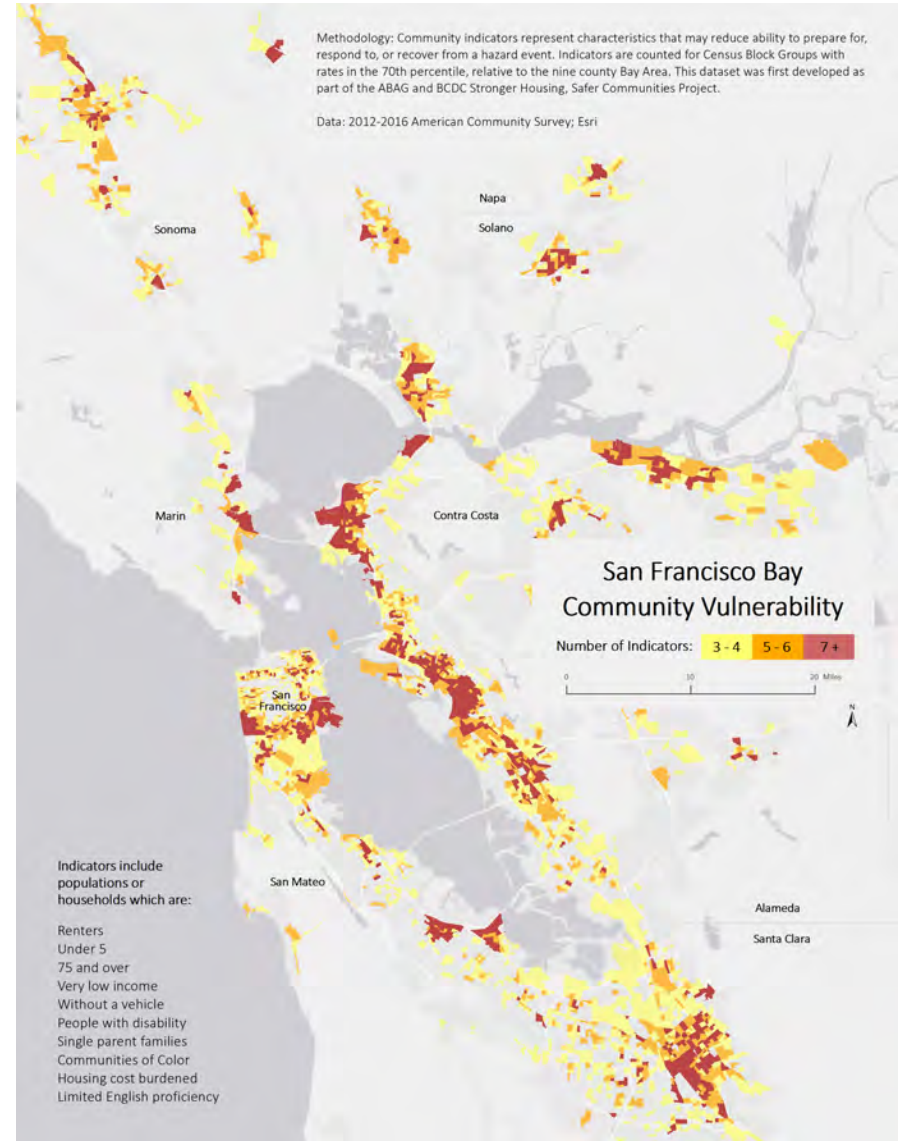 Methodology: Community indicators represent characteristics that may reduce ability to prepare for,
respond to, or recover from a hazard event. Indicators are counted for Census Block Groups with
rates in the 70th percentile, relative to the nine county Bay Area. This dataset was first developed as
part of the ABAG and BCDC Stronger Housing, Safer Communities Project.
Data: 2012-2016 American Community Survey; Esri
Napa
Sonoma
Solano
Marin
Contra Costa
San Francisco Bay
Community Vulnerability
Number of Indicators: 3 - 4 5 - 6 7 +
0 10 20 Miles
N
San
Francisco
San Mateo
Alameda
Santa Clara
Indicators include
populations or
households which are:
Renters
Under 5
75 and over
Very low income
Without a vehicle
People with disability
Single parent families
Communities of Color
Housing cost burdened
Limited English proficiency